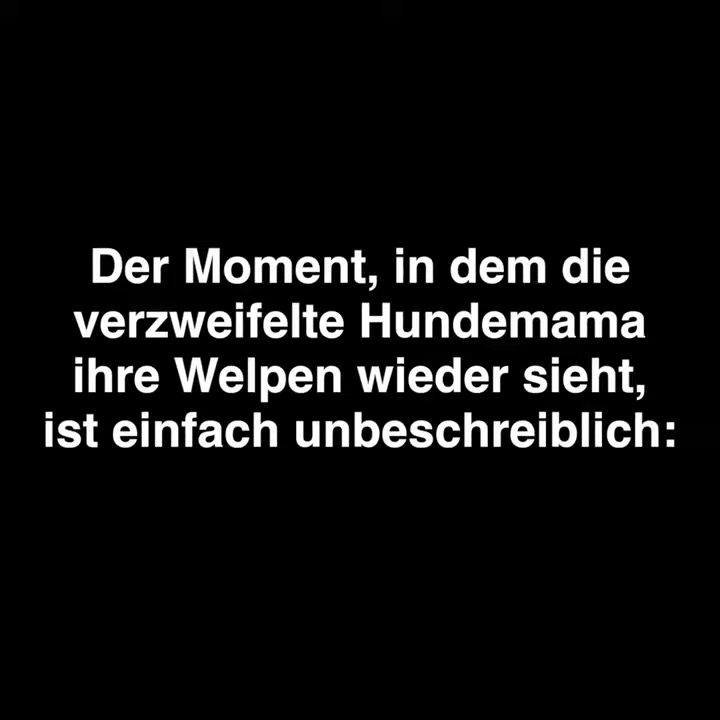 Der Moment, in dem die
verzweifelte Hundemama
ihre Welpen wieder sieht,
ist einfach unbeschreiblich: